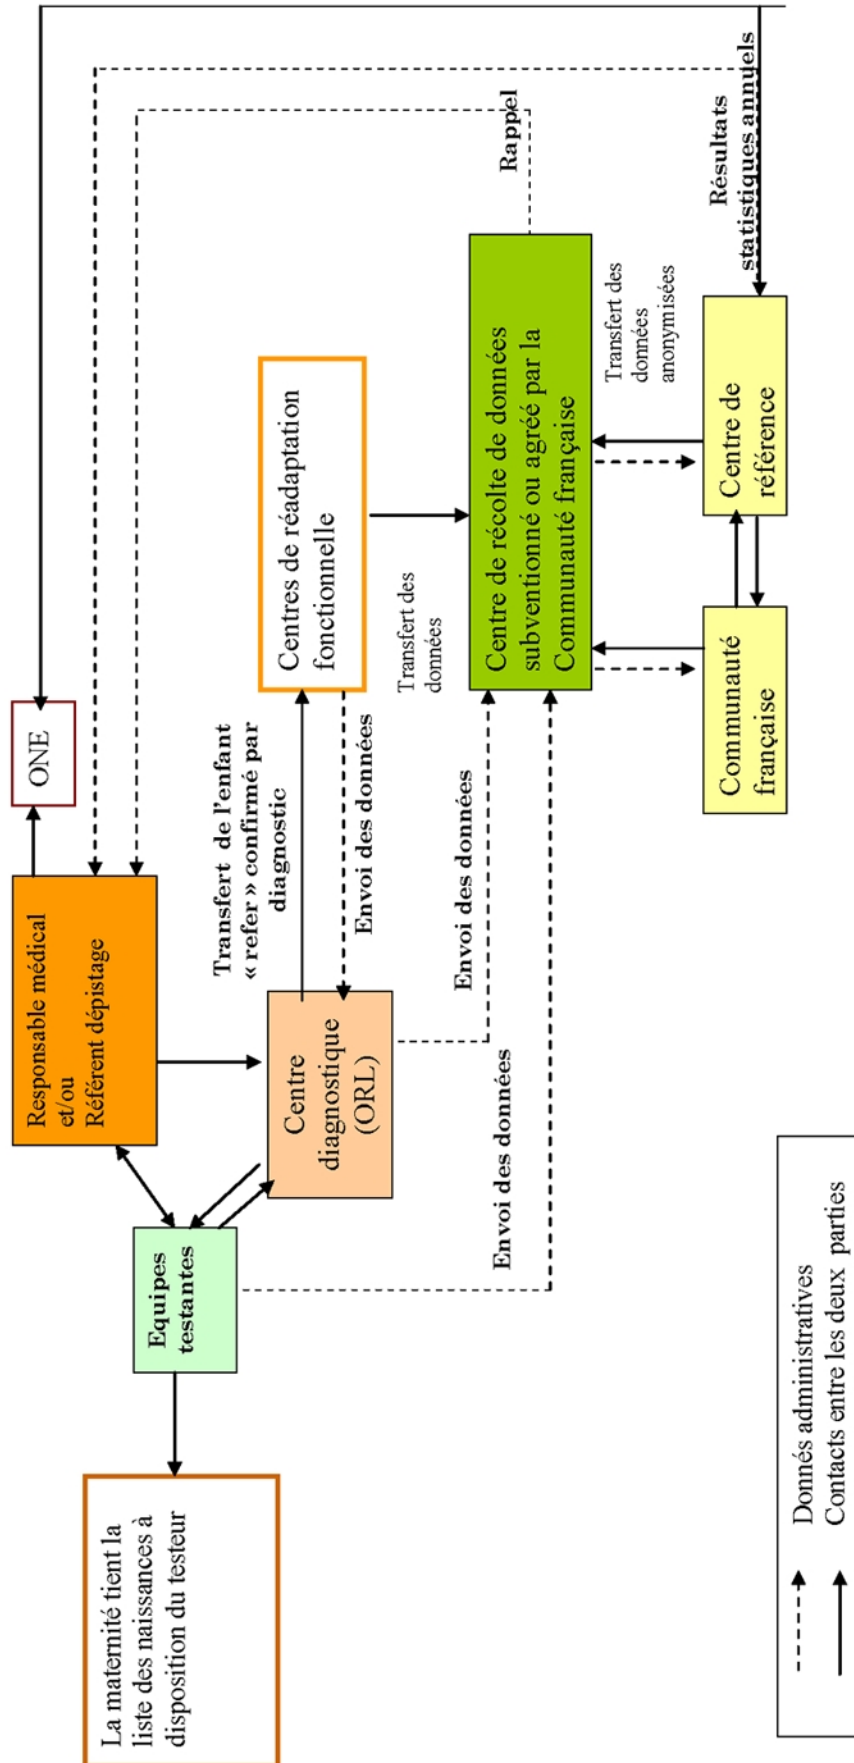 La maternité tient la
liste des naissances à
disposition du testeur
Equipes
testantes
Responsable médical
et/ou
Référent dépistage
ONE
Centre
diagnostique
(ORL)
Transfert de l'enfant
« refer » confirmé par
diagnostic
Envoi des données
Centres de réadaptation
fonctionnelle
Transfert des
données
Envoi des données
Envoi des données
Centre de récolte de données
subventionné ou agréé par la
Communauté française
Rappel
Transfert des
données
anonymisées
Résultats
statistiques annuels
Communauté
française
Centre de
référence
Donnés administratives
Contacts entre les deux parties